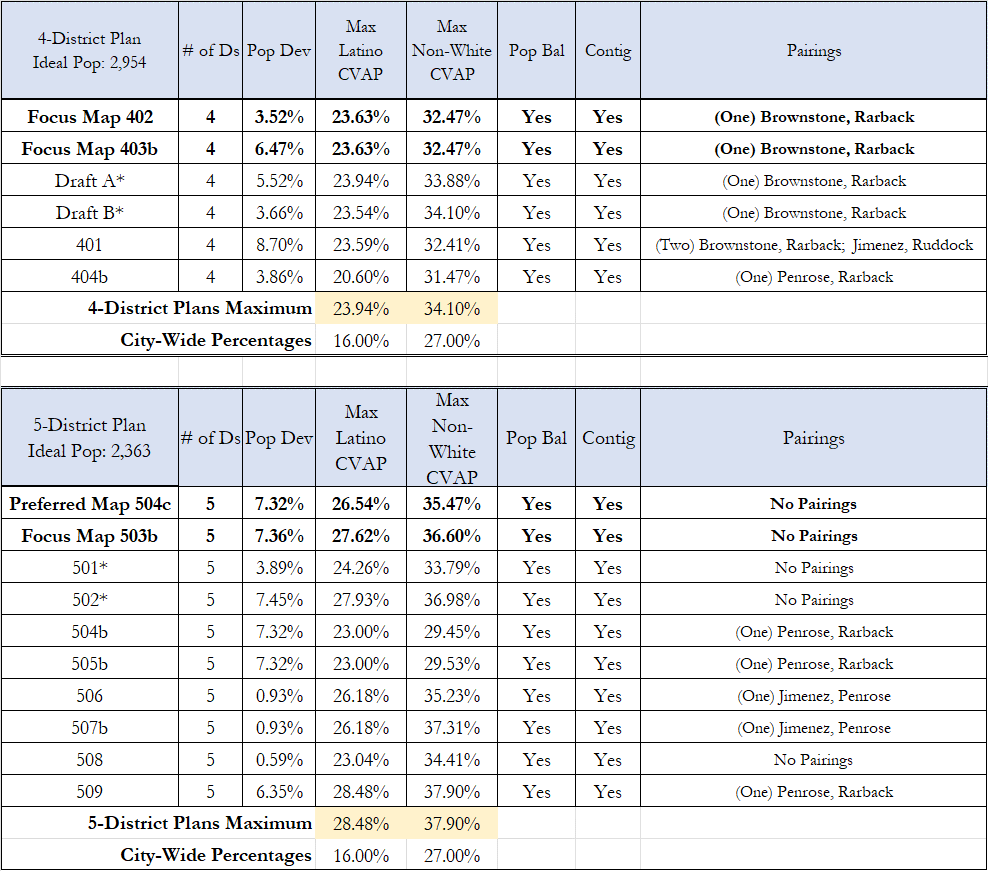 4-District Plan Ideal Pop: 2,954 # of Ds Pop Dev Max Latino CVAP Max Non-White CVAP Pop Bal Contig Pairings
Focus Map 402 4 3.52% 23.63% 32.47% Yes Yes (One) Brownstone, Rarback
Focus Map 403b 4 6.47% 23.63% 32.47% Yes Yes (One) Brownstone, Rarback
Draft A* 4 5.52% 23.94% 33.88% Yes Yes (One) Brownstone, Rarback
Draft B* 4 3.66% 23.54% 34.10% Yes Yes (One) Brownstone, Rarback
401 4 8.70% 23.59% 32.41% Yes Yes (Two) Brownstone, Rarback; Jimenez, Ruddock
404b 4 3.86% 20.60% 31.47% Yes Yes (One) Penrose, Rarback
4-District Plans Maximum 23.94% 34.10%
City-Wide Percentages 16.00% 27.00%
5-District Plan Ideal Pop: 2,363 # of Ds Pop Dev Max Latino CVAP Max Non-White CVAP Pop Bal Contig Pairings
Preferred Map 504c 5 7.32% 26.54% 35.47% Yes Yes No Pairings
Focus Map 503b 5 7.36% 27.62% 36.60% Yes Yes No Pairings
501* 5 3.89% 24.26% 33.79% Yes Yes No Pairings
502* 5 7.45% 27.93% 36.98% Yes Yes No Pairings
504b 5 7.32% 23.00% 29.45% Yes Yes (One) Penrose, Rarback
505b 5 7.32% 23.00% 29.53% Yes Yes (One) Penrose, Rarback
506 5 0.93% 26.18% 35.23% Yes Yes (One) Jimenez, Penrose
507b 5 0.93% 26.18% 37.31% Yes Yes (One) Jimenez, Penrose
508 5 0.59% 23.04% 34.41% Yes Yes No Pairings
509 5 6.35% 28.48% 37.90% Yes Yes (One) Penrose, Rarback
5-District Plans Maximum 28.48% 37.90%
City-Wide Percentages 16.00% 27.00%